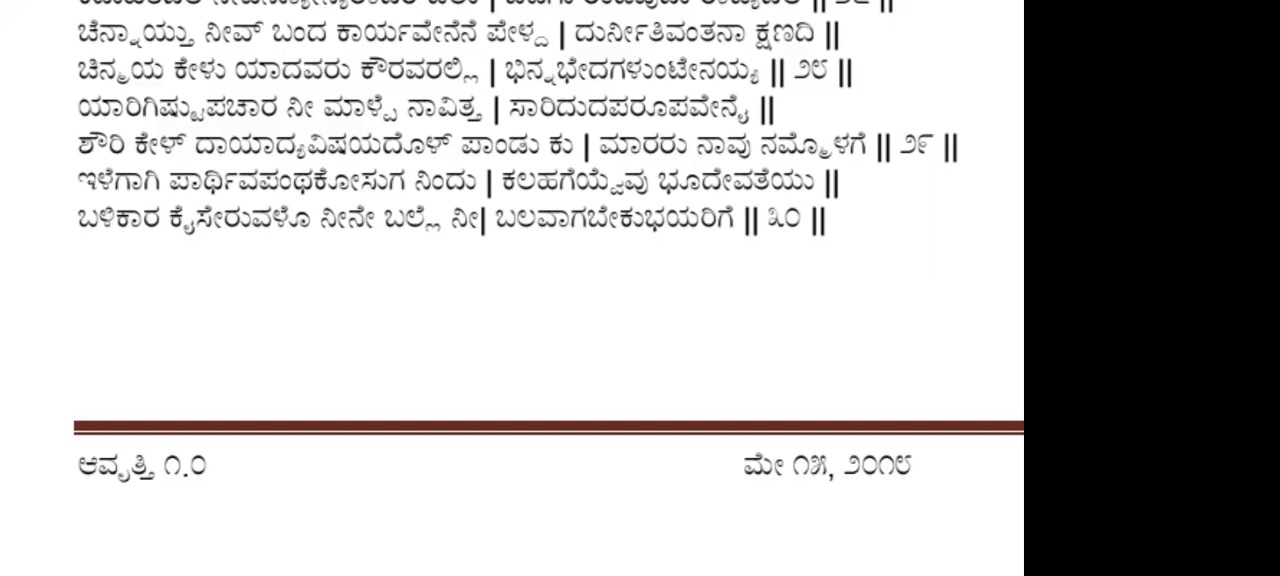 ಚೆನ್ನಾಯ್ತು ನೀವ್ ಬಂದ ಕಾರ್ಯವೇನೆನೆ ಪೇಳ್ದ | ದುರ್ನೀತಿವಂತನಾ ಕ್ಷಣದಿ ||
ಚಿನ್ಮಯ ಕೇಳು ಯಾದವರು ಕೌರವರಲ್ಲಿ | ಭಿನ್ನಭೇದಗಳುಂಟೇನಯ್ಯ || ೨೮ ||
ಯಾರಿಗಿಷ್ಟುಪಚಾರ ನೀ ಮಾಳ್ಪೆ ನಾವಿತ್ತ | ಸಾರಿದುದಪರೂಪವೇನೈ ||
ಶೌರಿ ಕೇಳ್ ದಾಯಾದ್ಯವಿಷಯದೊಳ್ ಪಾಂಡು ಕು | ಮಾರರು ನಾವು ನಮ್ಮೊಳಗೆ || ೨೯ ||
ಇಳೆಗಾಗಿ ಪಾರ್ಥಿವಪಂಥಕೋಸುಗ ನಿಂದು | ಕಲಹಗೆಯ್ವೆವು ಭೂದೇವತೆಯು ||
ಬಳಿಕಾರ ಕೈಸೇರುವಳೊ ನೀನೇ ಬಲ್ಲೆ ನೀ| ಬಲವಾಗಬೇಕುಭಯರಿಗೆ || ೩೦ ||
ಆವೃತ್ತಿ ೧.೦
ಮೇ ೧೫, ೨೦೧೮